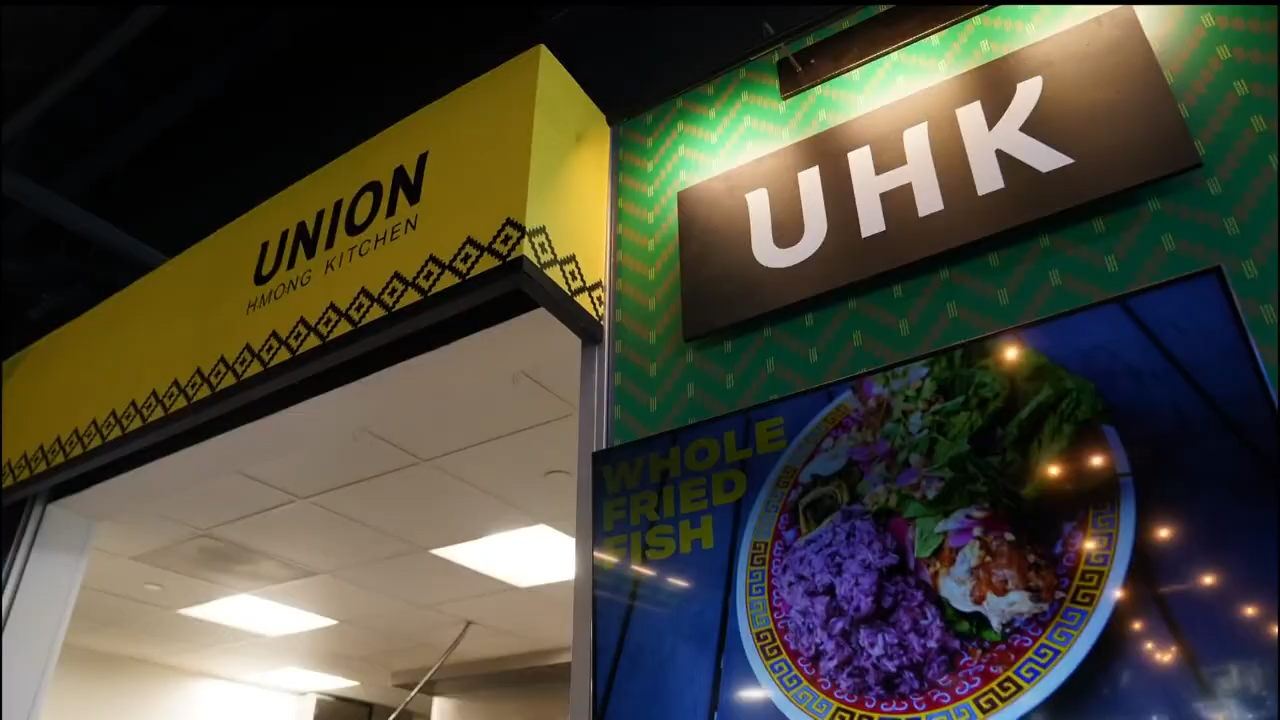 UNION
HMONG KITCHEN
UHK
WHOLE
FRIED
FISH